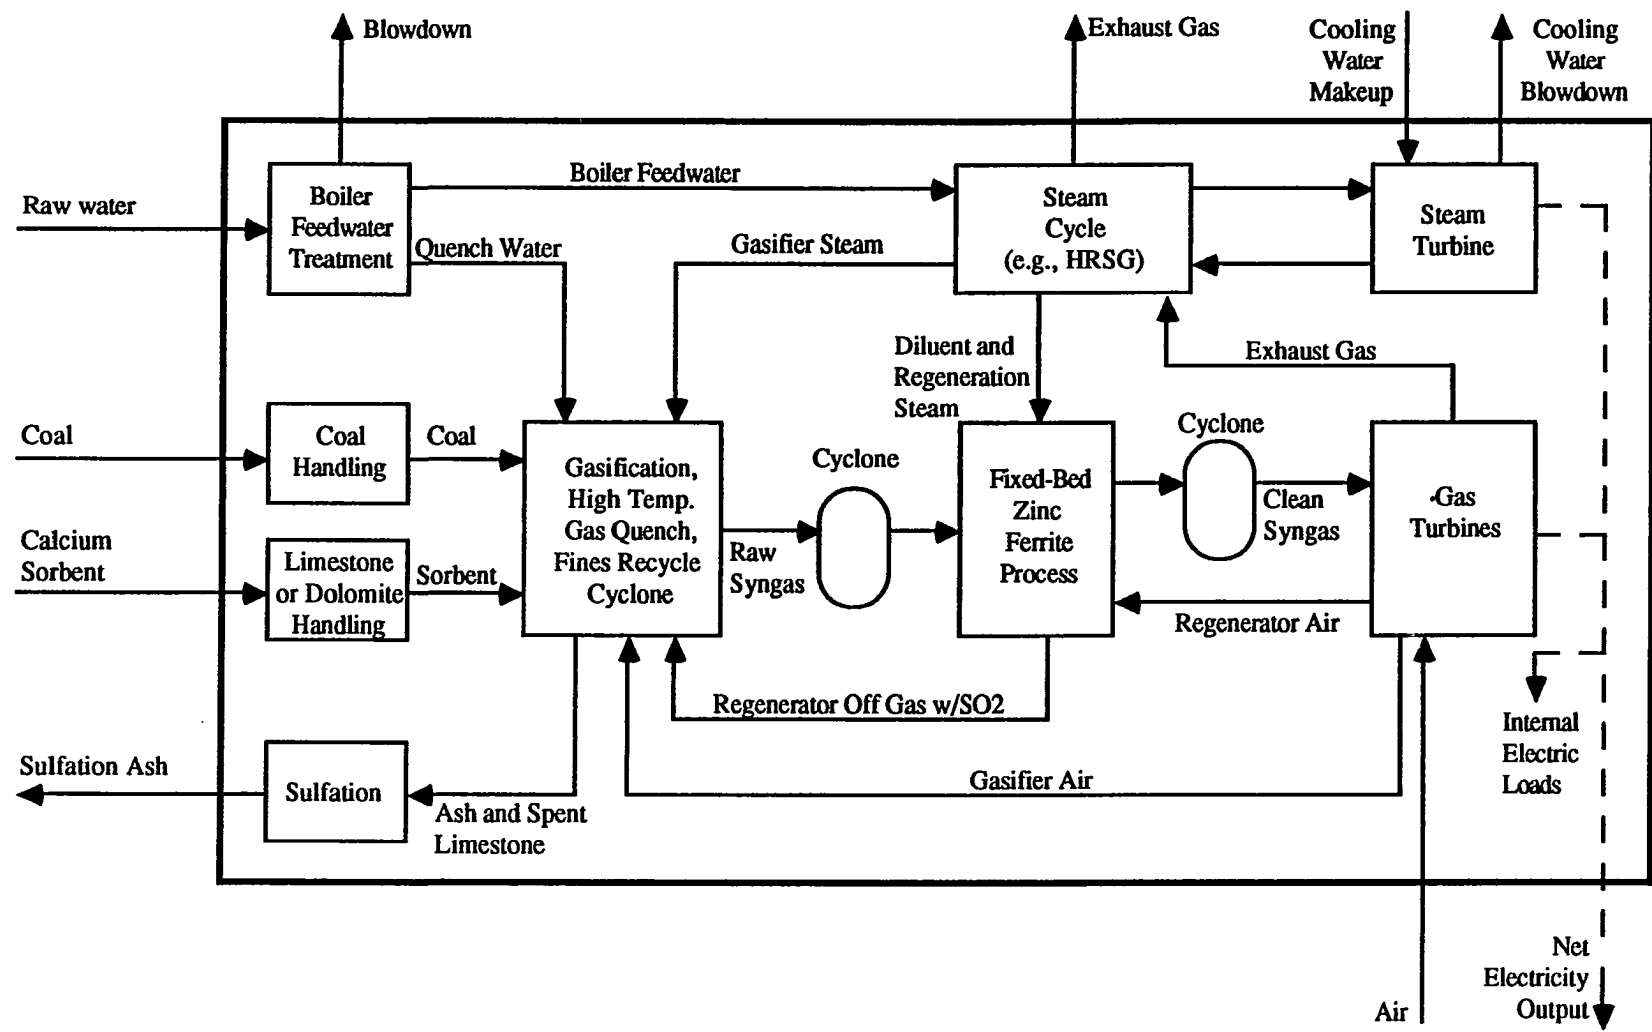 Blowdown
Exhaust Gas
Cooling
Water
Makeup
Cooling
Water
Blowdown
Raw water
Boiler
Feedwater
Treatment
Boiler Feedwater
Quench Water
Gasifier Steam
Steam
Cycle
(e.g., HRSG)
Steam
Turbine
Diluent and
Regeneration
Steam
Exhaust Gas
Coal
Coal
Handling
Coal
Calcium
Sorbent
Limestone
or Dolomite
Handling
Sorbent
Gasification,
High Temp.
Gas Quench,
Fines Recycle
Cyclone
Cyclone
Raw
Syngas
Fixed-Bed
Zinc
Ferrite
Process
Cyclone
Clean
Syngas
Gas
Turbines
Regenerator Air
Regenerator Off Gas w/SO2
Gasifier Air
Internal
Electric
Loads
Sulfation Ash
Sulfation
Ash and Spent
Limestone
Air
Net
Electricity
Output